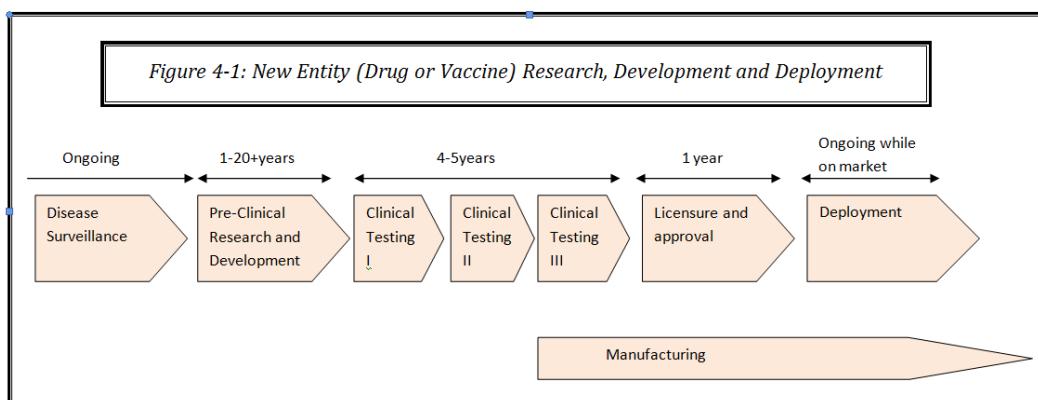 Figure 4-1: New Entity (Drug or Vaccine) Research, Development and Deployment
Ongoing
1-20+years
4-5years
1 year
Ongoing while
on market
Disease
Surveillance
Pre-Clinical
Research and
Development
Clinical
Testing
I
Clinical
Testing
II
Clinical
Testing
III
Licensure and
approval
Deployment
Manufacturing